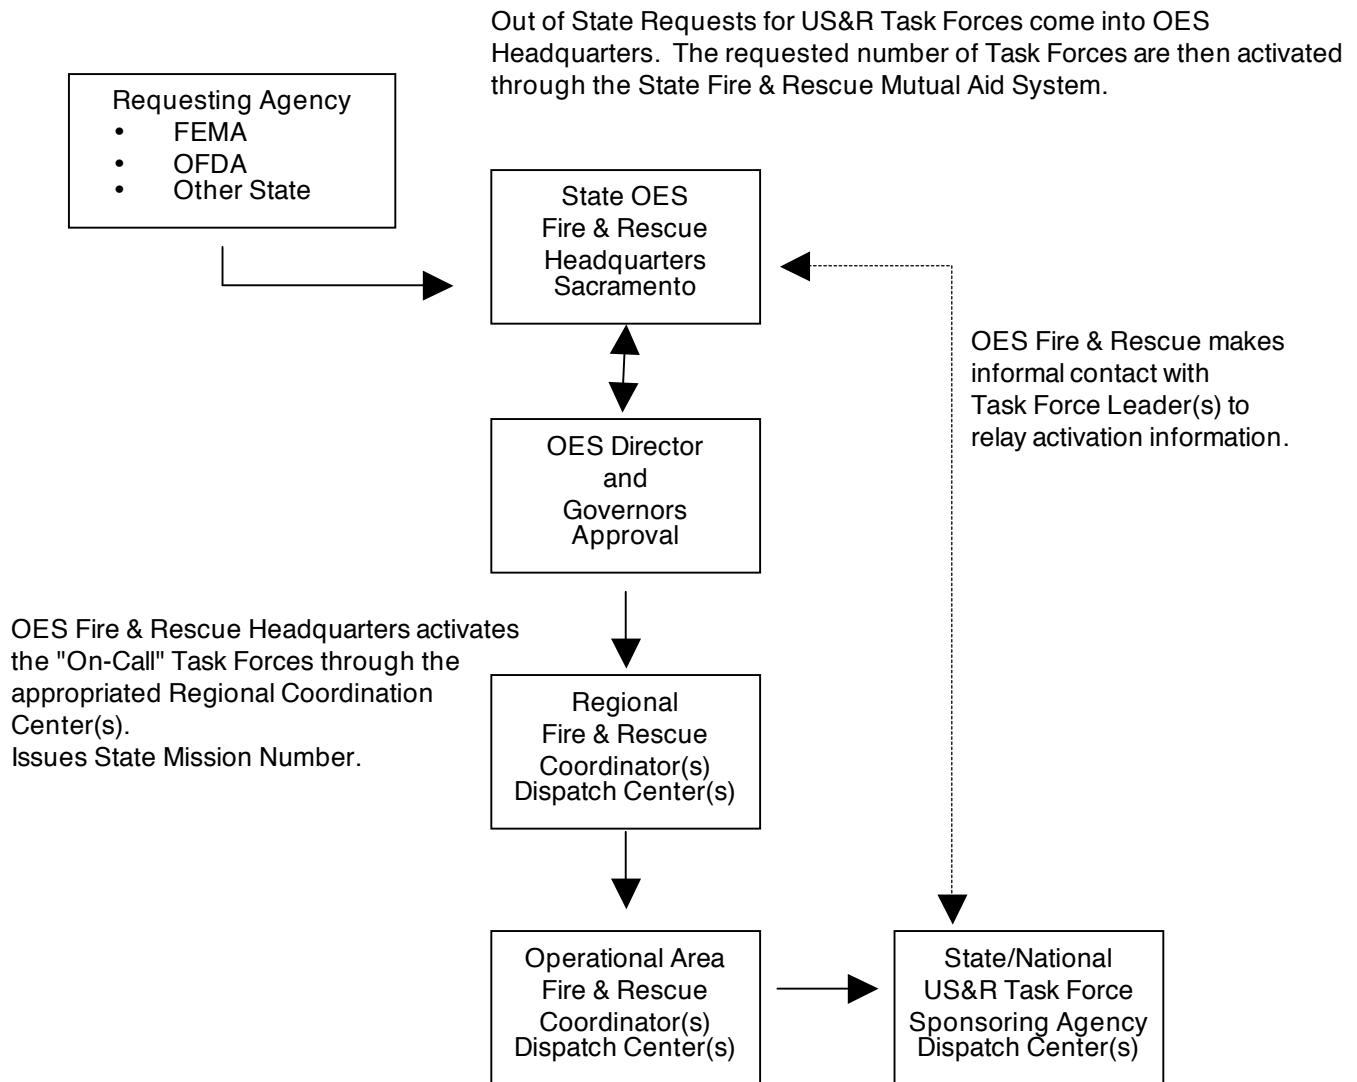 Out of State Requests for US&R Task Forces come into OES
Headquarters.  The requested number of Task Forces are then activated
through the State Fire & Rescue Mutual Aid System.
Requesting Agency
• FEMA
• OFDA
• Other State
State OES
Fire & Rescue
Headquarters
Sacramento
OES Fire & Rescue makes
informal contact with
Task Force Leader(s) to
relay activation information.
OES Director
and
Governors
Approval
OES Fire & Rescue Headquarters activates
the "On-Call" Task Forces through the
appropriated Regional Coordination
Center(s).
Issues State Mission Number.
Regional
Fire & Rescue
Coordinator(s)
Dispatch Center(s)
Operational Area
Fire & Rescue
Coordinator(s)
Dispatch Center(s)
State/National
US&R Task Force
Sponsoring Agency
Dispatch Center(s)